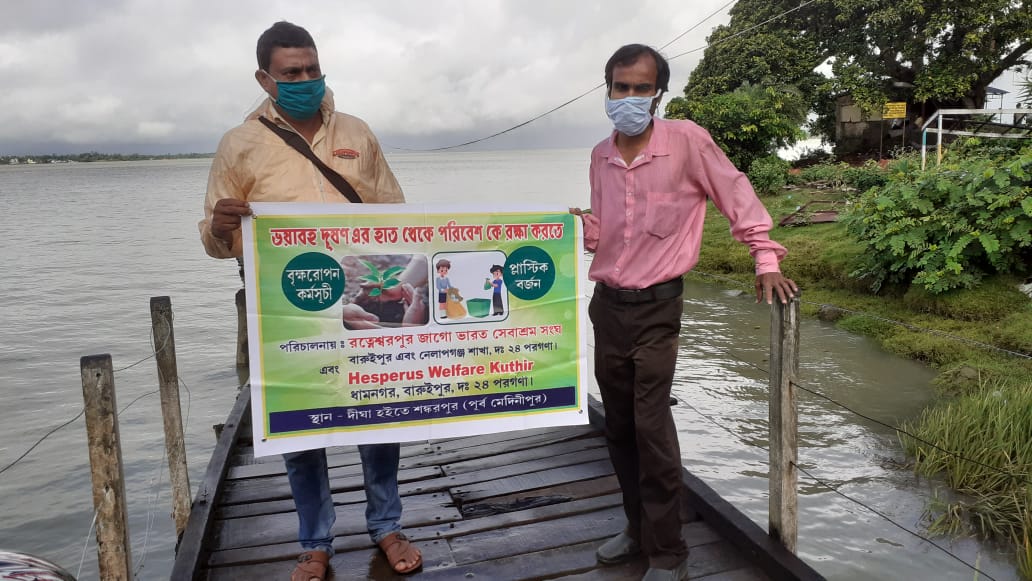 ভয়াবহ দূষণ এর হাত থেকে পরিবেশ কে রক্ষা করতে
বৃক্ষরোপন
কর্মসূচী
প্লাস্টিক
বর্জন
পরিচালনায় : রত্নেশ্বরপুর জাগো ভারত সেবাশ্রম সংঘ
বারুইপুর এবং নেলাপগঞ্জ শাখা, দঃ ২৪ পরগণা।
এবং Hesperus Welfare Kuthir
ধামনগর, বারুইপুর, দঃ ২৪ পরগণা।
স্থান - দীঘা হইতে শঙ্করপুর (পূর্ব মেদিনীপুর)